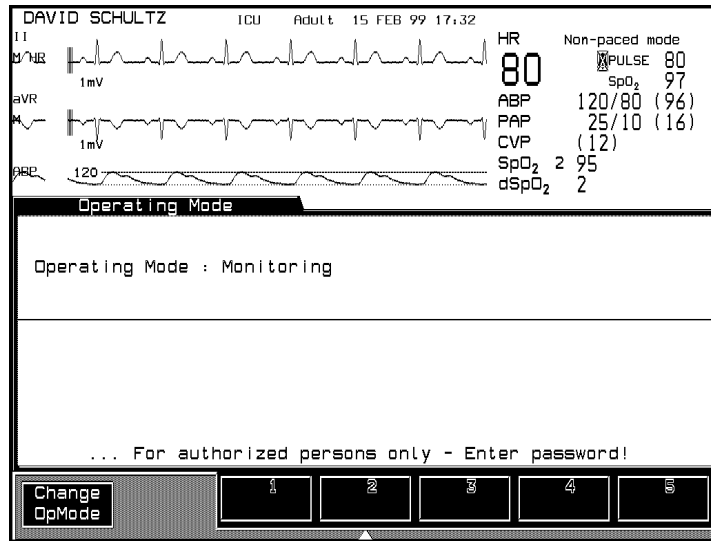 DAVID SCHULTZ ICU Adult 15 FEB 99 17:32
II
M HR
1mV
aVR
M
1mV
ABP
120
HR Non-paced mode
80
PULSE 80
SpO₂ 97
ABP 120/80 (96)
PAP 25/10 (16)
CVP (12)
SpO₂ 2 95
dSpO₂ 2
Operating Mode
Operating Mode : Monitoring
... For authorized persons only - Enter password!
Change
OpMode
1 2 3 4 5